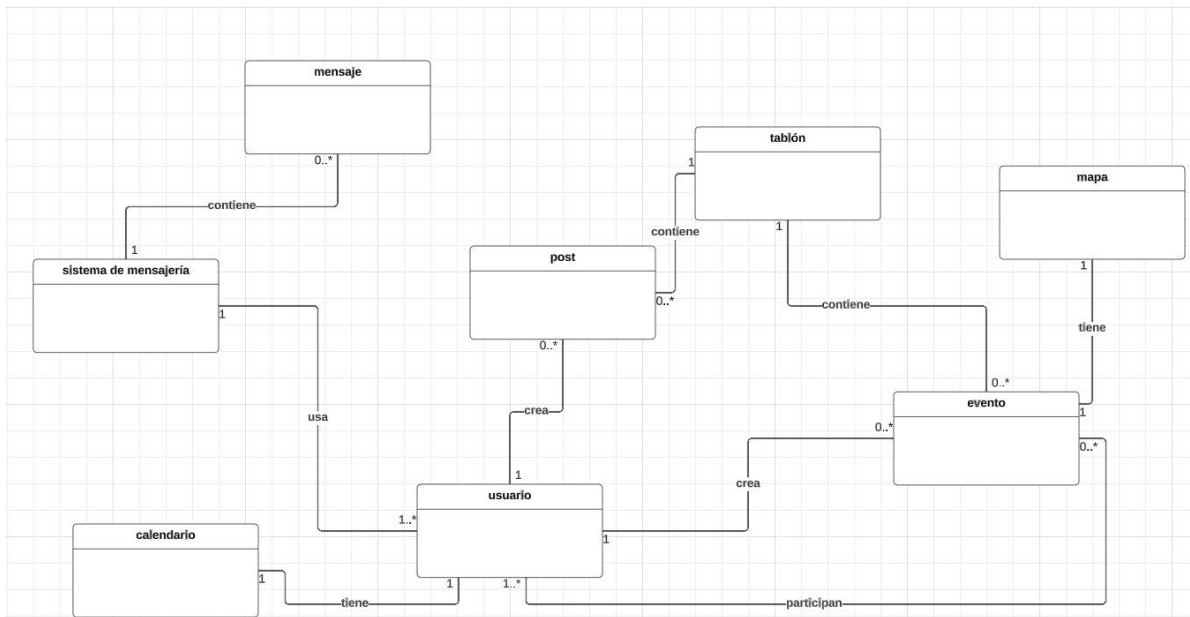 mensaje
0..*
contiene
1
sistema de mensajería
1
tablón
1
1
mapa
1
contiene
post
0..*
0..*
contiene
tiene
0..*
evento
1
0..*
0..*
usa
crea
crea
1
usuario
1..*
1
1
1..*
calendario
1
tiene
participan